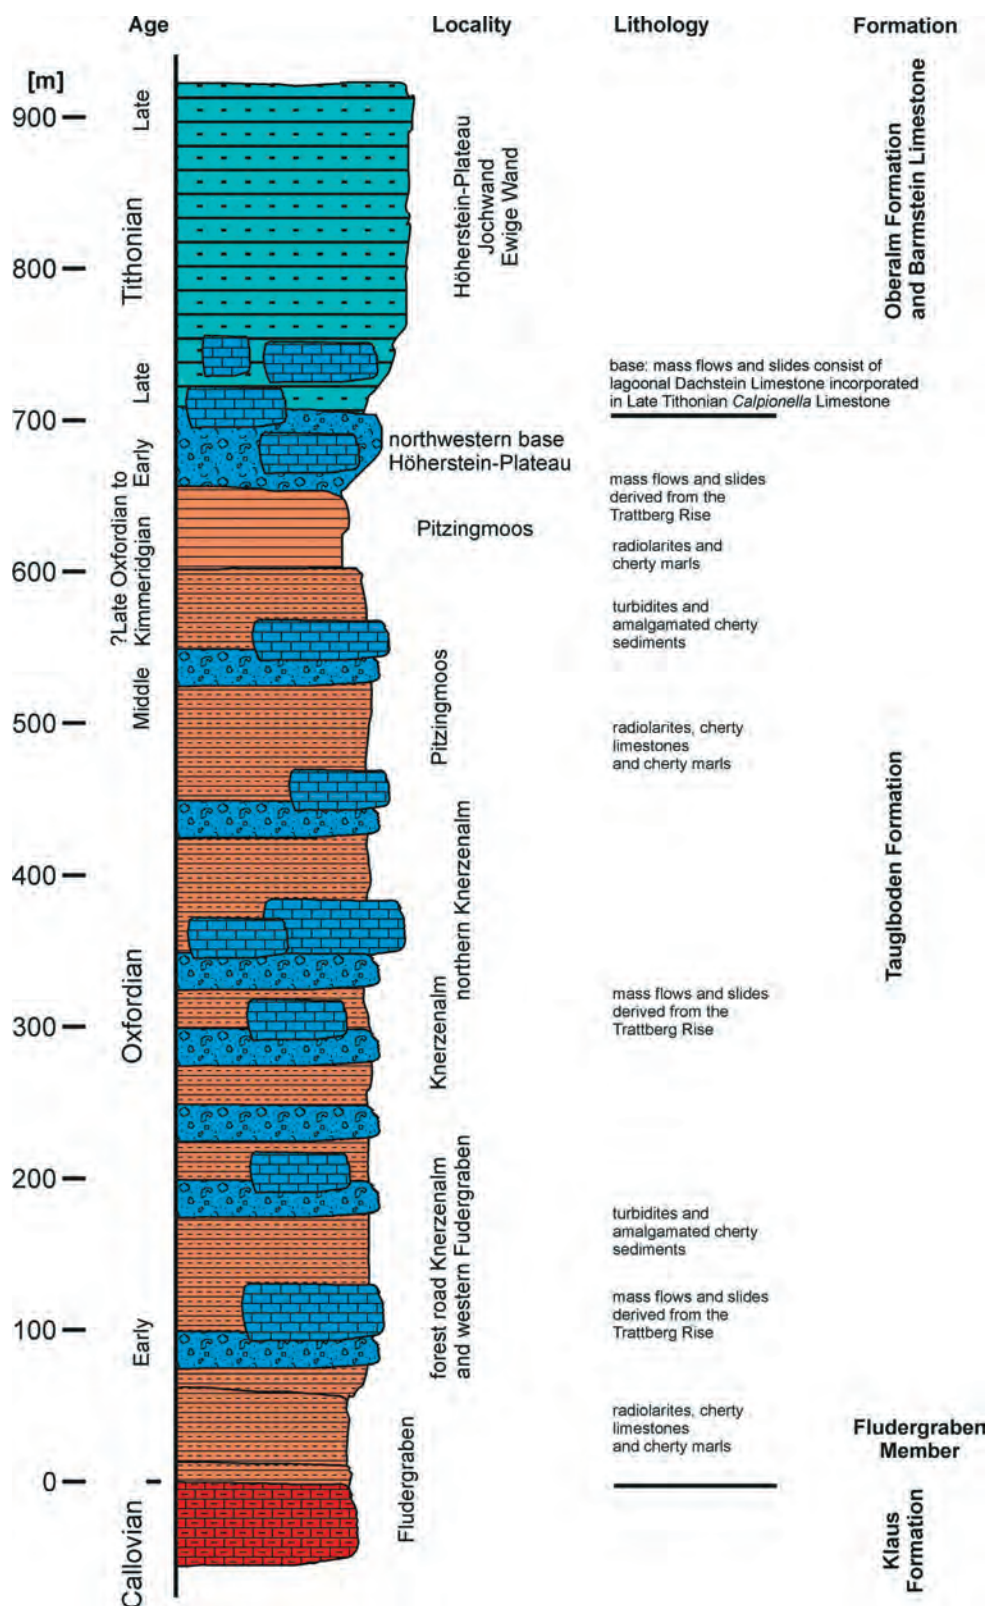 Age
Locality
Lithology
Formation
[m]
900
800
700
600
500
400
300
200
100
0
Late
Tithonian
Late
Early
?Late Oxfordian to
Kimmeridgian
Middle
Oxfordian
Early
Callovian
Höherstein-Plateau
Jochwand
Ewige Wand
northwestern base
Höherstein-Plateau
Pitzingmoos
Pitzingmoos
northern Knerzenalm
Knerzenalm
forest road Knerzenalm
and western Fudergraben
Fludergraben
base: mass flows and slides consist of
lagoonal Dachstein Limestone incorporated
in Late Tithonian Calpionella Limestone
mass flows and slides
derived from the
Trattberg Rise
radiolarites and
cherty marls
turbidites and
amalgamated cherty
sediments
radiolarites, cherty
limestones
and cherty marls
mass flows and slides
derived from the
Trattberg Rise
turbidites and
amalgamated cherty
sediments
mass flows and slides
derived from the
Trattberg Rise
radiolarites, cherty
limestones
and cherty marls
Oberalm Formation
and Barmstein Limestone
Tauglboden Formation
Fludergraben
Member
Klaus
Formation